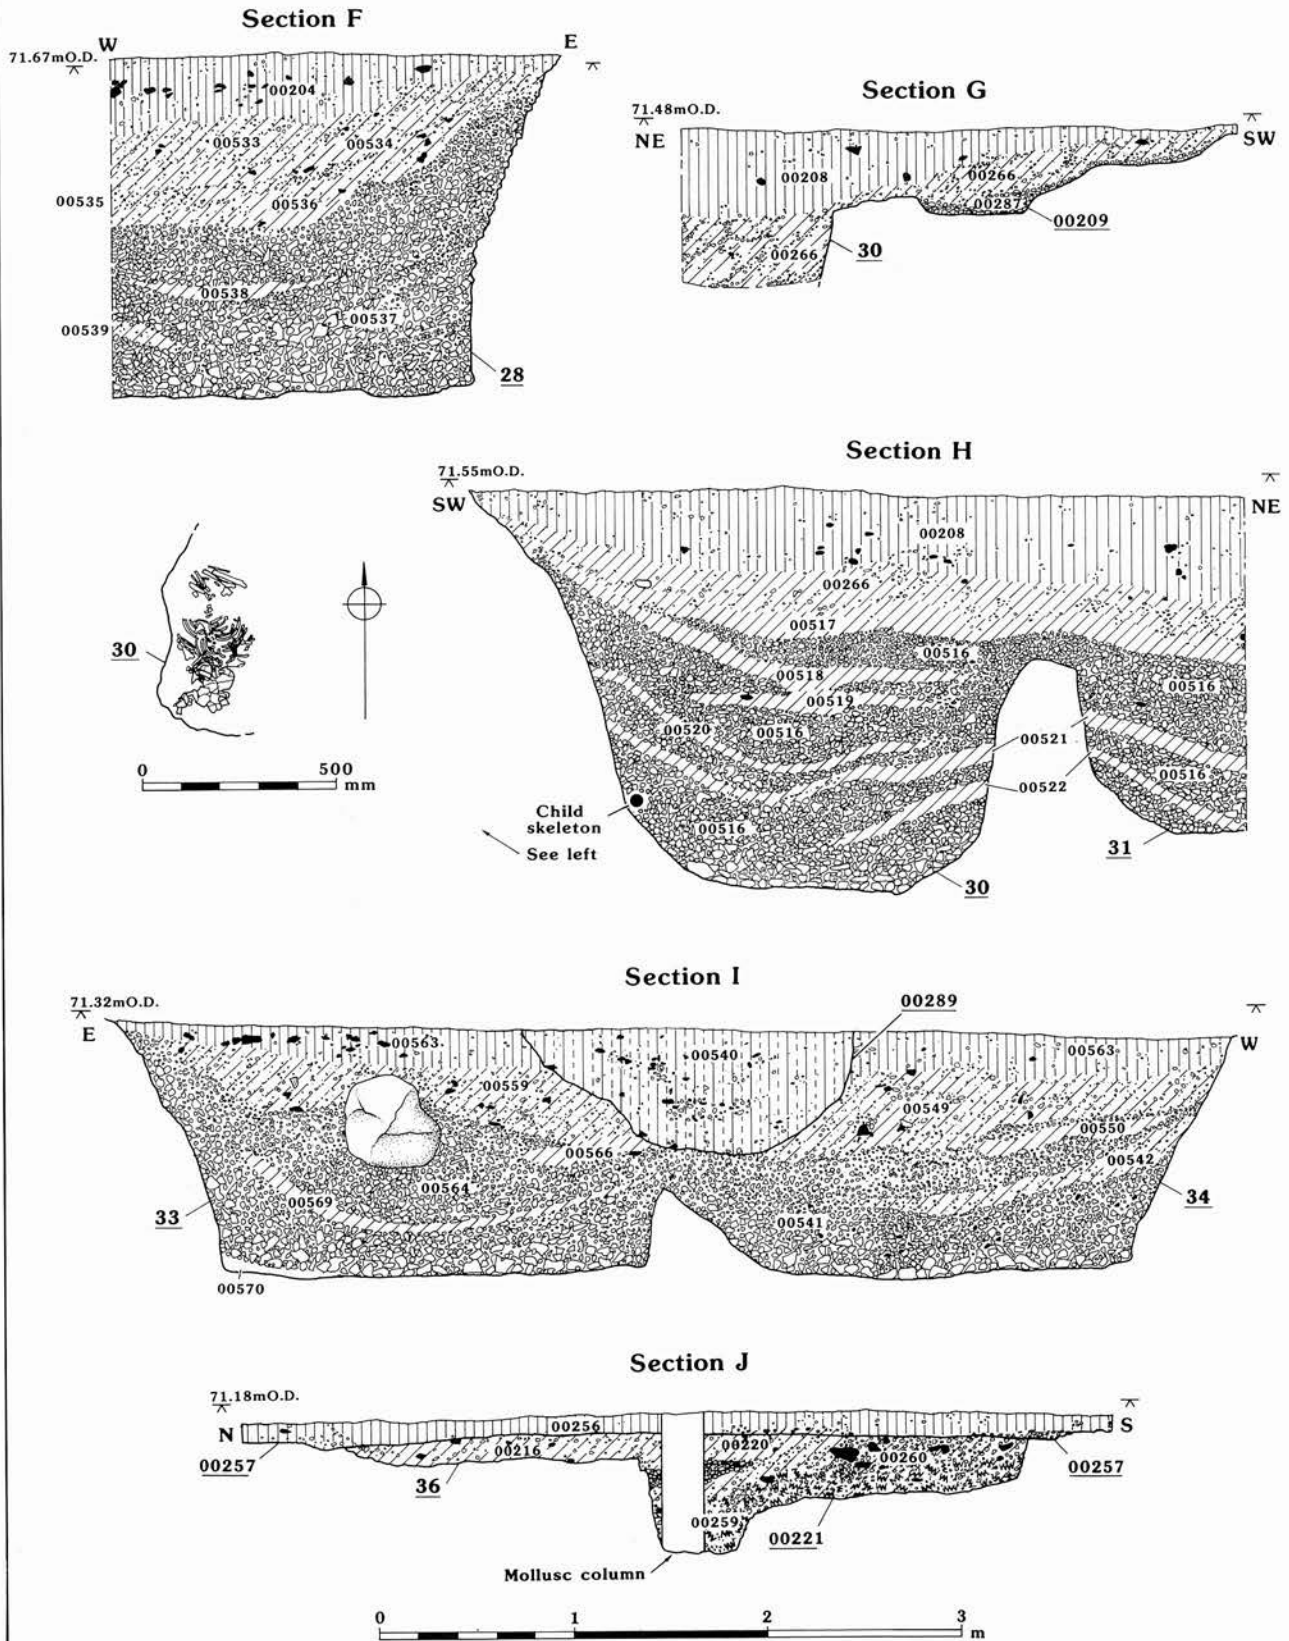 Section F
W
E
71.67mO.D.
00204
00533
00534
00535
00536
00538
00537
00539
28
Section G
71.48mO.D.
NE
SW
00208
00266
00287
00209
00266
30
Section H
71.55mO.D.
SW
NE
00208
00266
00517
00516
00518
00516
00519
00520
00516
00521
00516
00522
Child
skeleton
00516
See left
31
30
30
0 500
mm
Section I
71.32mO.D.
00289
E
W
00563
00540
00563
00559
00549
00550
00566
00542
00564
00569
33
34
00541
00570
Section J
71.18mO.D.
N
S
00256
00216
00220
00260
00257
00257
36
00259
00221
Mollusc column
0 1 2 3
m